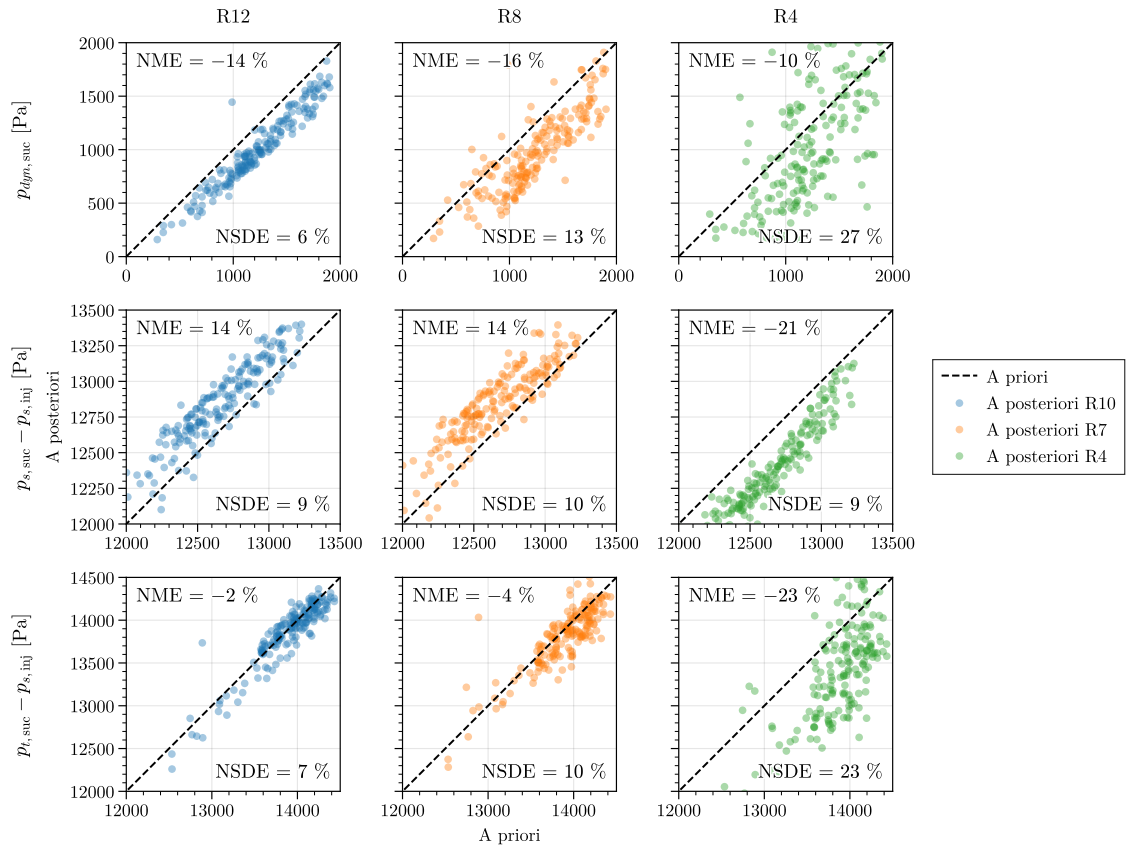 R12 R8 R4
2000
1500
1000
500
0
NME = −14 %
NSDE = 6 %
0 1000 2000
NME = −16 %
NSDE = 13 %
0 1000 2000
NME = −10 %
NSDE = 27 %
0 1000 2000
p_{dyn,suc} [Pa]
13500
13250
13000
12750
12500
12250
12000
NME = 14 %
NSDE = 9 %
12000 12500 13000 13500
NME = 14 %
NSDE = 10 %
12000 12500 13000 13500
NME = −21 %
NSDE = 9 %
12000 12500 13000 13500
p_{s,suc} − p_{s,inj} [Pa]
A posteriori
14500
14000
13500
13000
12500
12000
NME = −2 %
NSDE = 7 %
12000 13000 14000
NME = −4 %
NSDE = 10 %
12000 13000 14000
NME = −23 %
NSDE = 23 %
12000 13000 14000
p_{t,suc} − p_{s,inj} [Pa]
A priori
A priori
A posteriori R10
A posteriori R7
A posteriori R4